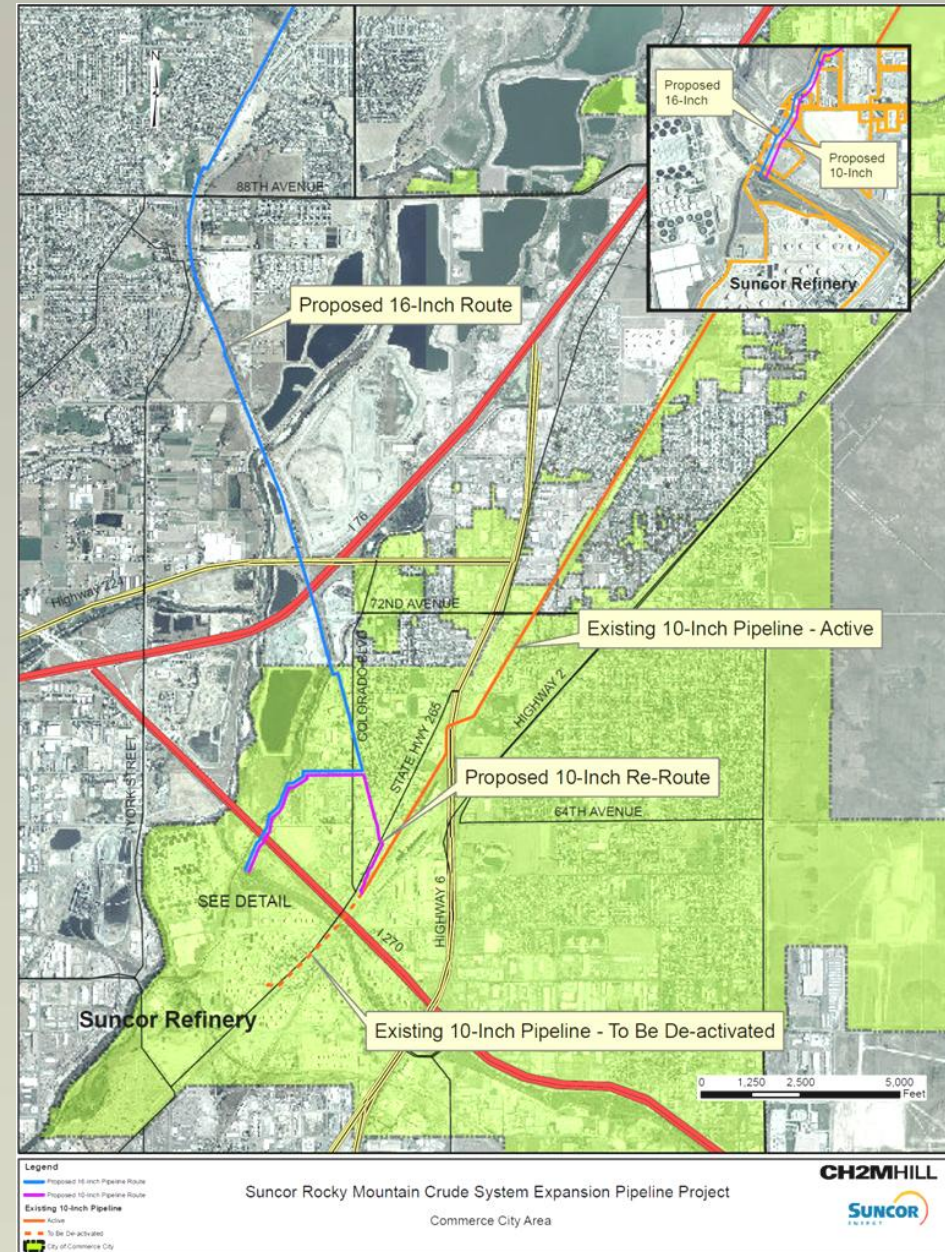 N
88TH AVENUE
Proposed
16-Inch
Proposed
10-Inch
Suncor Refinery
Proposed 16-Inch Route
I 76
Highway 224
72ND AVENUE
Existing 10-Inch Pipeline - Active
COLORADO BLVD
HIGHWAY 2
STATE HWY 265
YORK STREET
Proposed 10-Inch Re-Route
64TH AVENUE
SEE DETAIL
HIGHWAY 6
I 270
Suncor Refinery
Existing 10-Inch Pipeline - To Be De-activated
0 1,250 2,500 5,000
Feet
Legend
Proposed 16-Inch Pipeline Route
Proposed 10-Inch Pipeline Route
Existing 10-Inch Pipeline
Active
To Be De-activated
City of Commerce City
Suncor Rocky Mountain Crude System Expansion Pipeline Project
Commerce City Area
CH2MHILL
SUNCOR
ENERGY